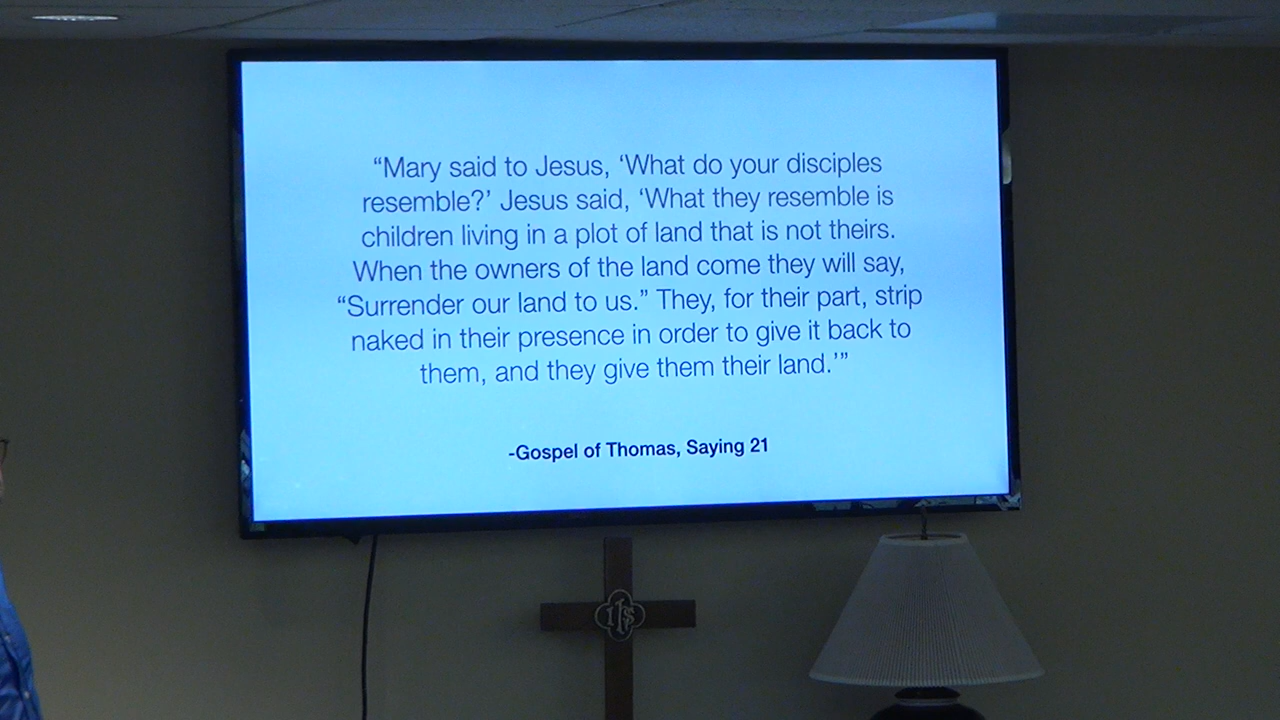 “Mary said to Jesus, ‘What do your disciples
resemble?’ Jesus said, ‘What they resemble is
children living in a plot of land that is not theirs.
When the owners of the land come they will say,
“Surrender our land to us.” They, for their part, strip
naked in their presence in order to give it back to
them, and they give them their land.’”
-Gospel of Thomas, Saying 21
IHS